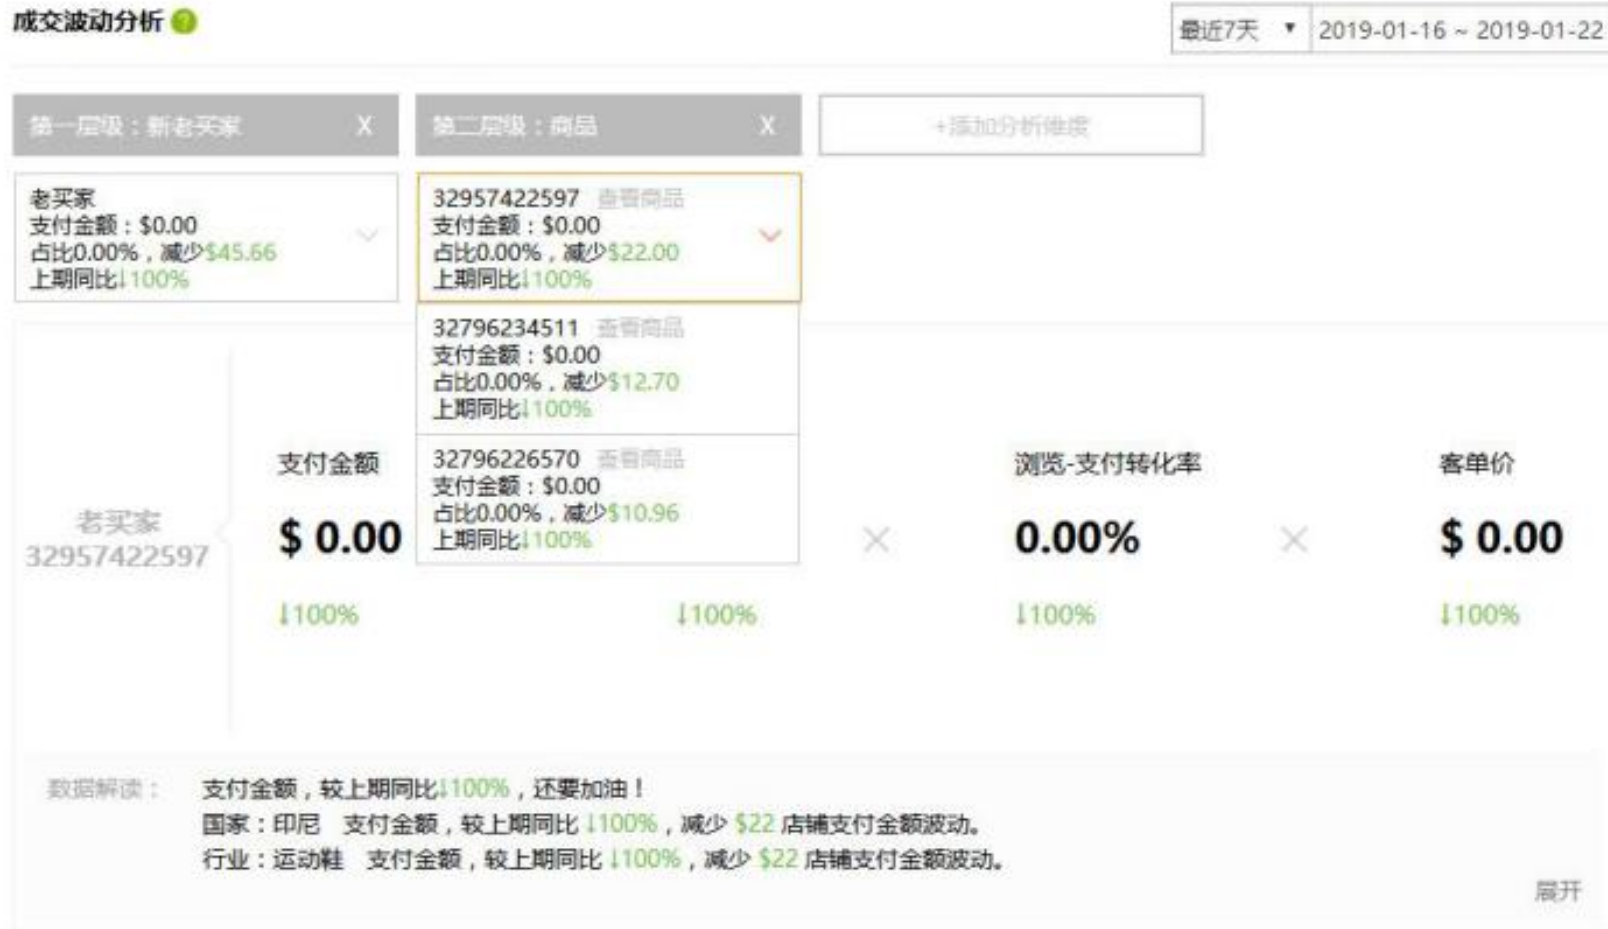 成交波动分析 ?
最近7天 ▼ 2019-01-16 ~ 2019-01-22
第一层级：新老买家 X
第二层级：商品 X
+添加分析维度
老买家
支付金额：$0.00
占比0.00%，减少$45.66
上期同比↓100%
32957422597 查看商品
支付金额：$0.00
占比0.00%，减少$22.00
上期同比↓100%
32796234511 查看商品
支付金额：$0.00
占比0.00%，减少$12.70
上期同比↓100%
32796226570 查看商品
支付金额：$0.00
占比0.00%，减少$10.96
上期同比↓100%
老买家
32957422597
支付金额
$ 0.00
↓100%
↓100%
×
浏览-支付转化率
0.00%
↓100%
×
客单价
$ 0.00
↓100%
数据解读：
支付金额，较上期同比↓100%，还要加油！
国家：印尼 支付金额，较上期同比 ↓100%，减少 $22 店铺支付金额波动。
行业：运动鞋 支付金额，较上期同比 ↓100%，减少 $22 店铺支付金额波动。
展开